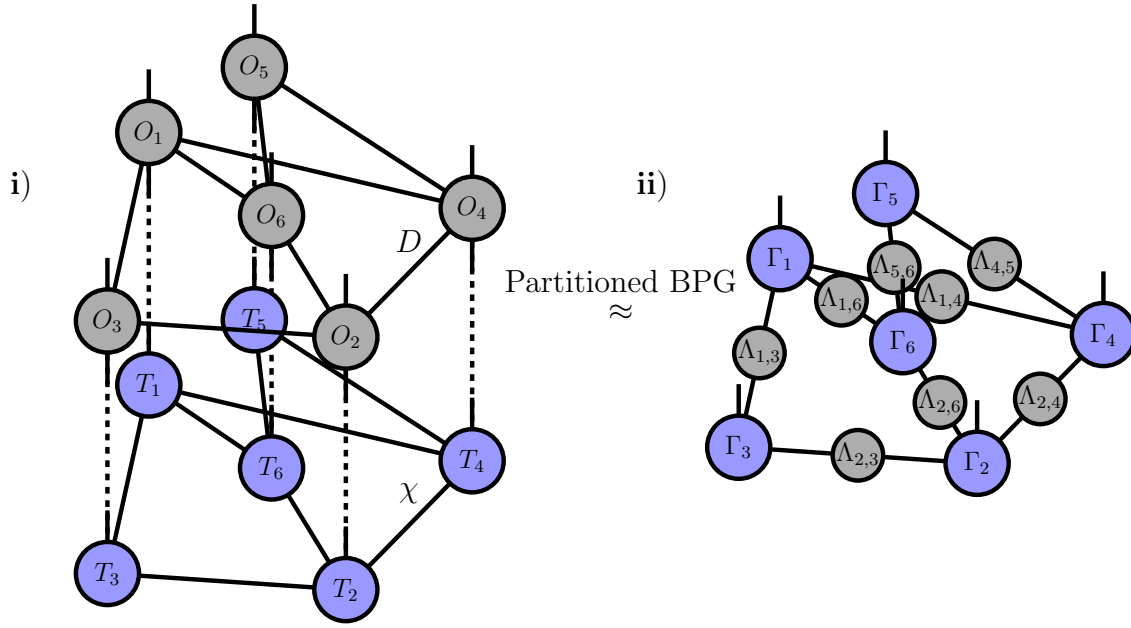 i)
O₅
O₁
O₆
O₄
D
O₃
O₂
T₅
T₁
T₆
T₄
χ
T₃
T₂
Partitioned BPG
≈
ii)
Γ₅
Γ₁
Λ₅,₆
Λ₄,₅
Λ₁,₆
Λ₁,₄
Γ₆
Γ₄
Λ₁,₃
Λ₂,₆
Λ₂,₄
Γ₃
Λ₂,₃
Γ₂